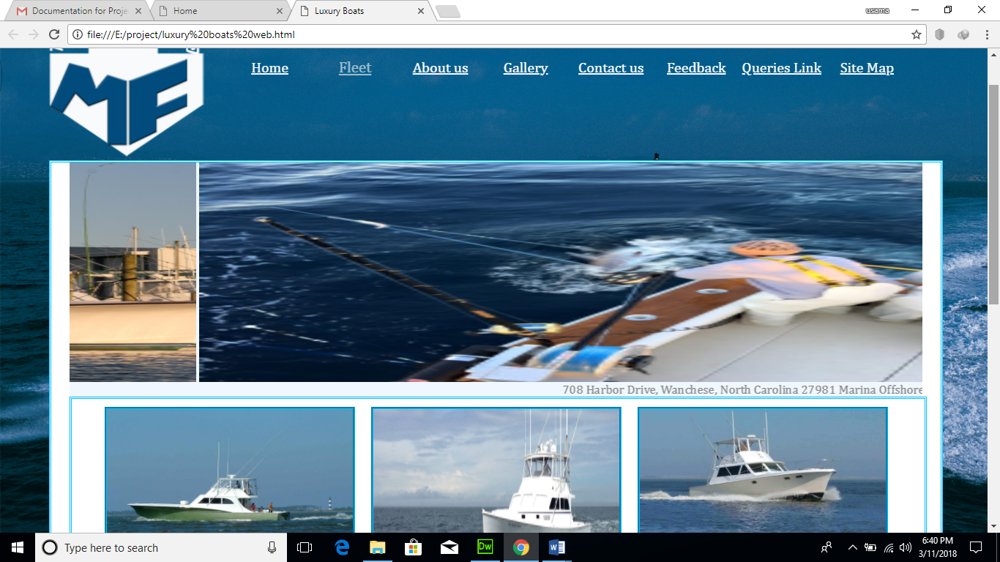 Documentation for Proje
Home
Luxury Boats
usama
file:///E:/project/luxury%20boats%20web.html
MF
Home
Fleet
About us
Gallery
Contact us
Feedback
Queries Link
Site Map
708 Harbor Drive, Wanchese, North Carolina 27981 Marina Offshore
Type here to search
Dw
6:40 PM
3/11/2018